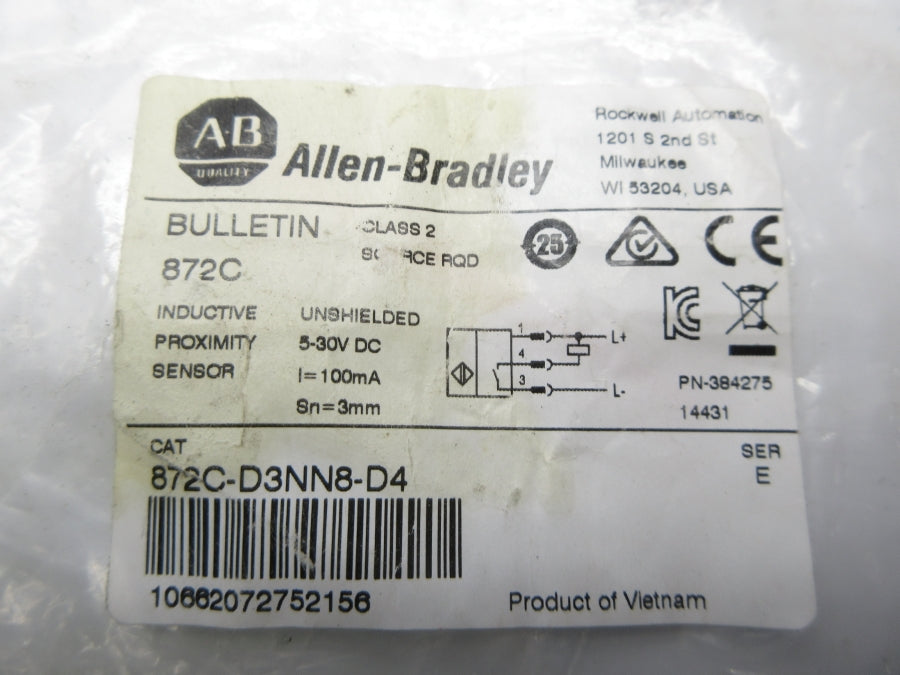 A·B
QUALITY
Allen-Bradley
Rockwell Automation
1201 S 2nd St
Milwaukee
WI 53204, USA
BULLETIN
872C
CLASS 2
SOURCE RQD
25
CE
INDUCTIVE
PROXIMITY
SENSOR
UNSHIELDED
5-30V DC
I=100mA
Sn=3mm
1
L+
4
3
L-
KC
PN-384275
14431
CAT
872C-D3NN8-D4
SER
E
10662072752156
Product of Vietnam